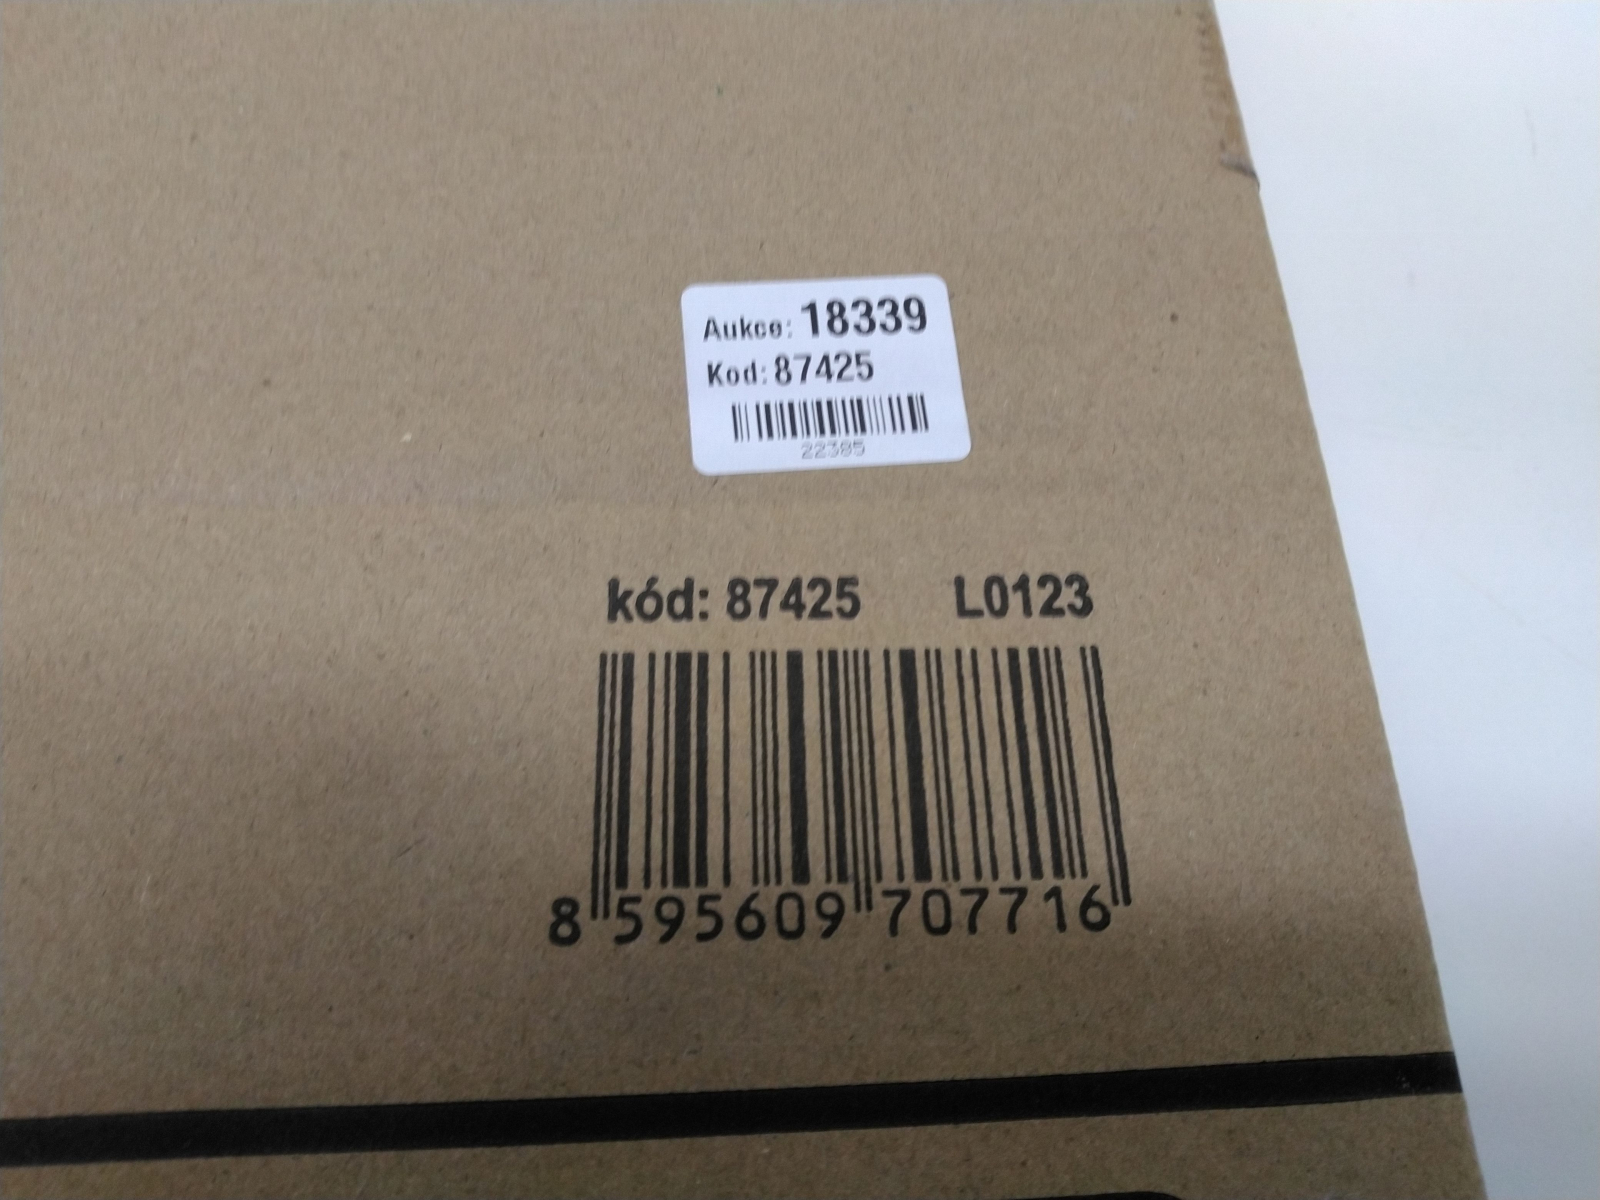 Aukce: 18339
Kod: 87425
22385
kód: 87425 L0123
8 595609 707716